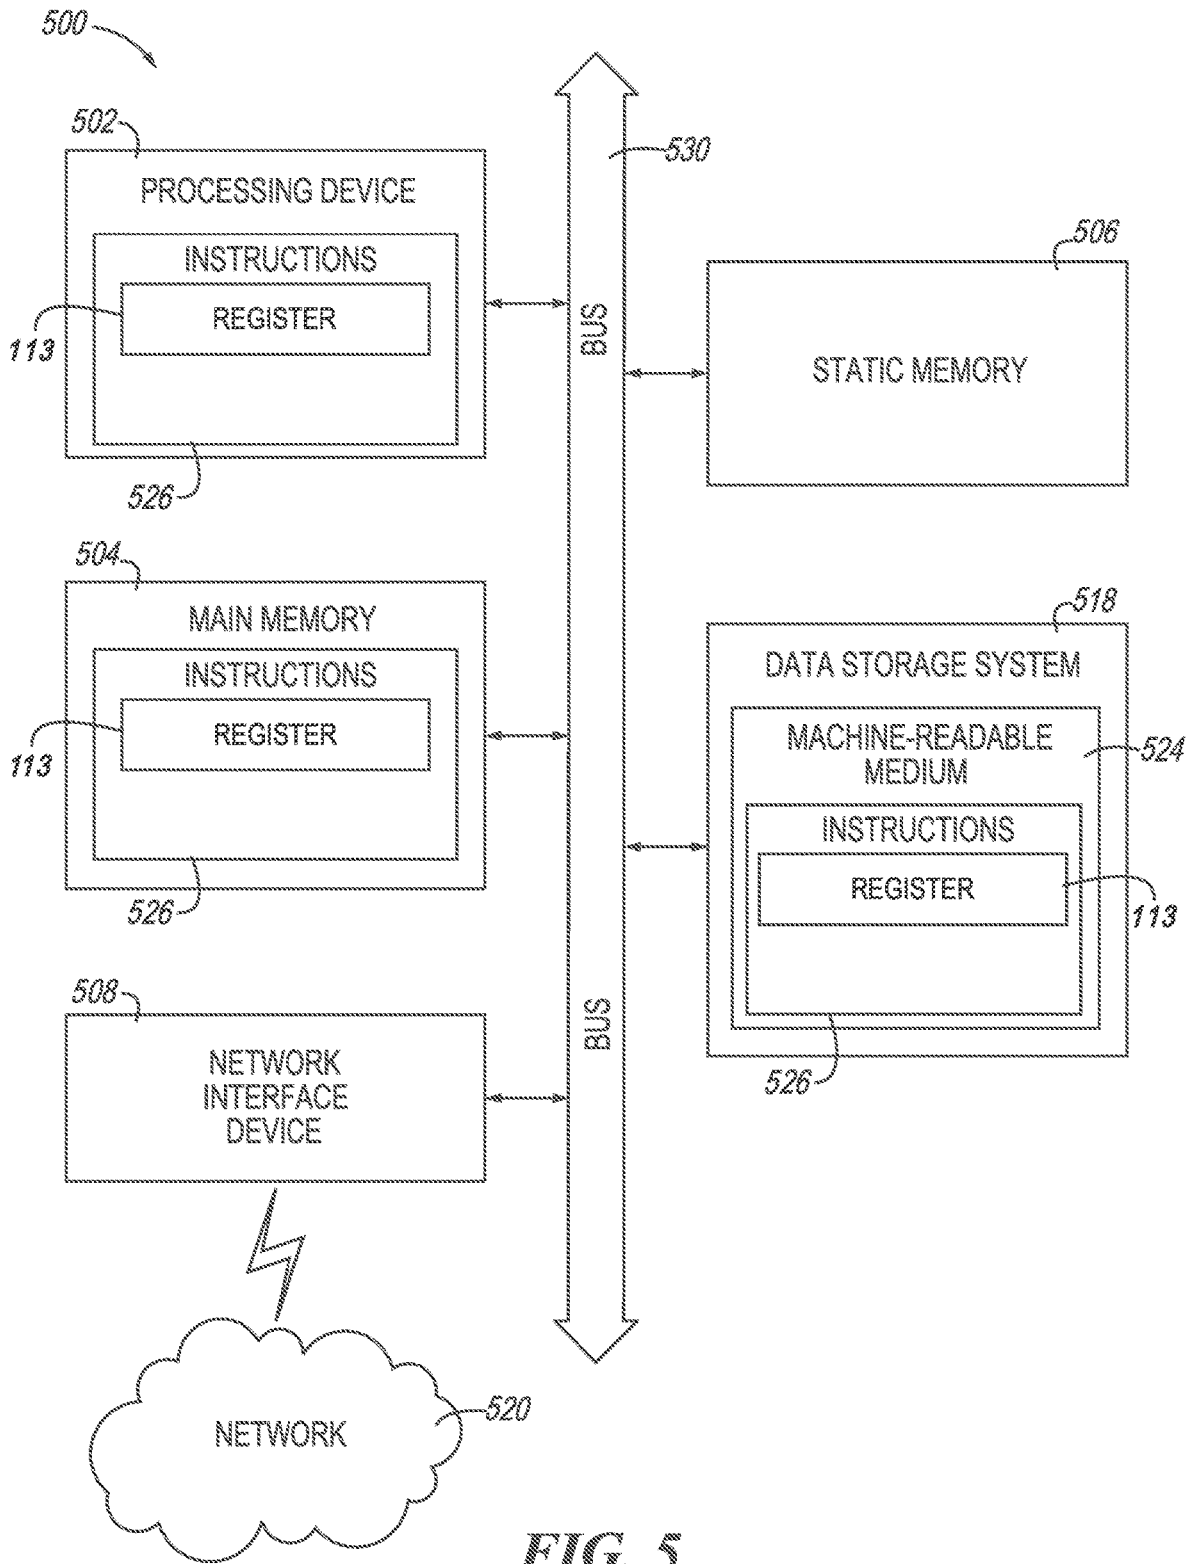 500
502
PROCESSING DEVICE
INSTRUCTIONS
REGISTER
113
526
530
BUS
506
STATIC MEMORY
504
MAIN MEMORY
INSTRUCTIONS
REGISTER
113
526
518
DATA STORAGE SYSTEM
MACHINE-READABLE
MEDIUM
524
INSTRUCTIONS
REGISTER
113
526
508
NETWORK
INTERFACE
DEVICE
BUS
NETWORK
520
FIG. 5